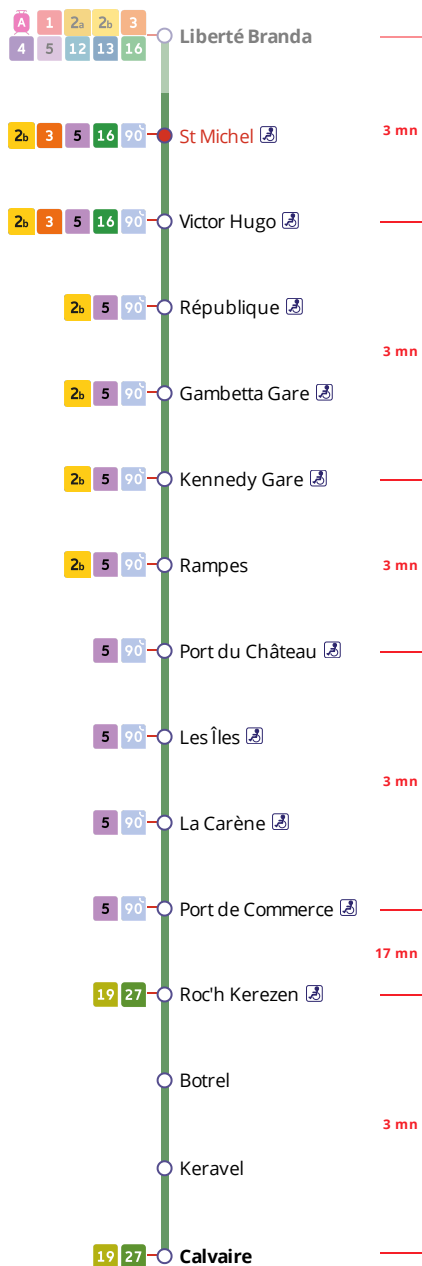 A 1 2a 2b 3
4 5 12 13 16
Liberté Branda
2b 3 5 16 90 St Michel
3 mn
2b 3 5 16 90 Victor Hugo
2b 5 90 République
3 mn
2b 5 90 Gambetta Gare
2b 5 90 Kennedy Gare
2b 5 90 Rampes
3 mn
5 90 Port du Château
5 90 Les Îles
3 mn
5 90 La Carène
5 90 Port de Commerce
17 mn
19 27 Roc'h Kerezen
Botrel
3 mn
Keravel
19 27 Calvaire